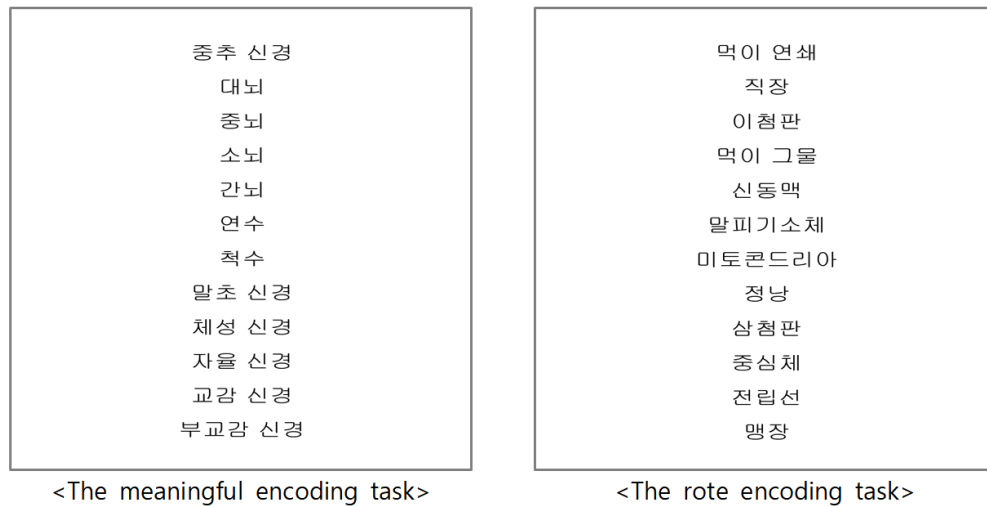 중추 신경
대뇌
중뇌
소뇌
간뇌
연수
척수
말초 신경
체성 신경
자율 신경
교감 신경
부교감 신경
<The meaningful encoding task>
먹이 연쇄
직장
이첨판
먹이 그물
신동맥
말피기소체
미토콘드리아
정낭
삼첨판
중심체
전립선
맹장
<The rote encoding task>